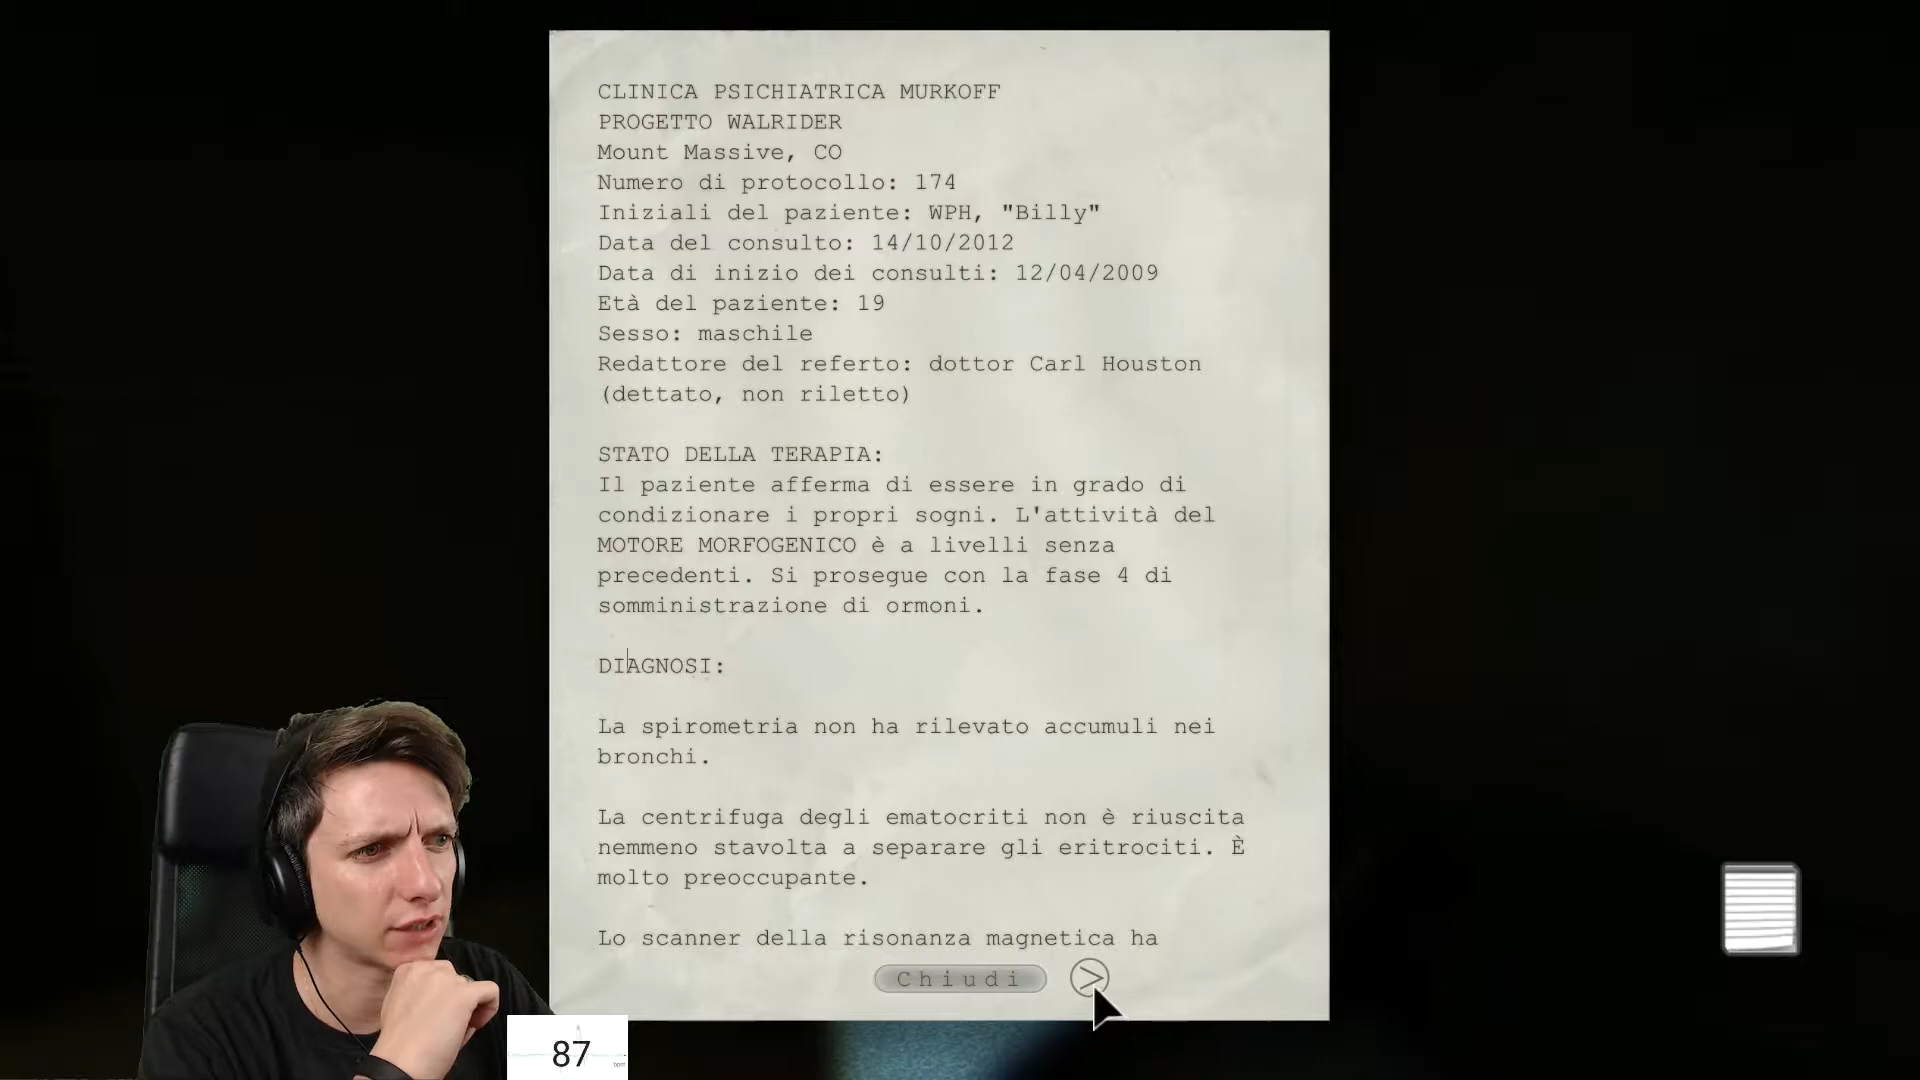 CLINICA PSICHIATRICA MURKOFF
PROGETTO WALRIDER
Mount Massive, CO
Numero di protocollo: 174
Iniziali del paziente: WPH, "Billy"
Data del consulto: 14/10/2012
Data di inizio dei consulti: 12/04/2009
Età del paziente: 19
Sesso: maschile
Redattore del referto: dottor Carl Houston
(dettato, non riletto)
STATO DELLA TERAPIA:
Il paziente afferma di essere in grado di
condizionare i propri sogni. L'attività del
MOTORE MORFOGENICO è a livelli senza
precedenti. Si prosegue con la fase 4 di
somministrazione di ormoni.
DIAGNOSI:
La spirometria non ha rilevato accumuli nei
bronchi.
La centrifuga degli ematocriti non è riuscita
nemmeno stavolta a separare gli eritrociti. È
molto preoccupante.
Lo scanner della risonanza magnetica ha
Chiudi >
87
bpm